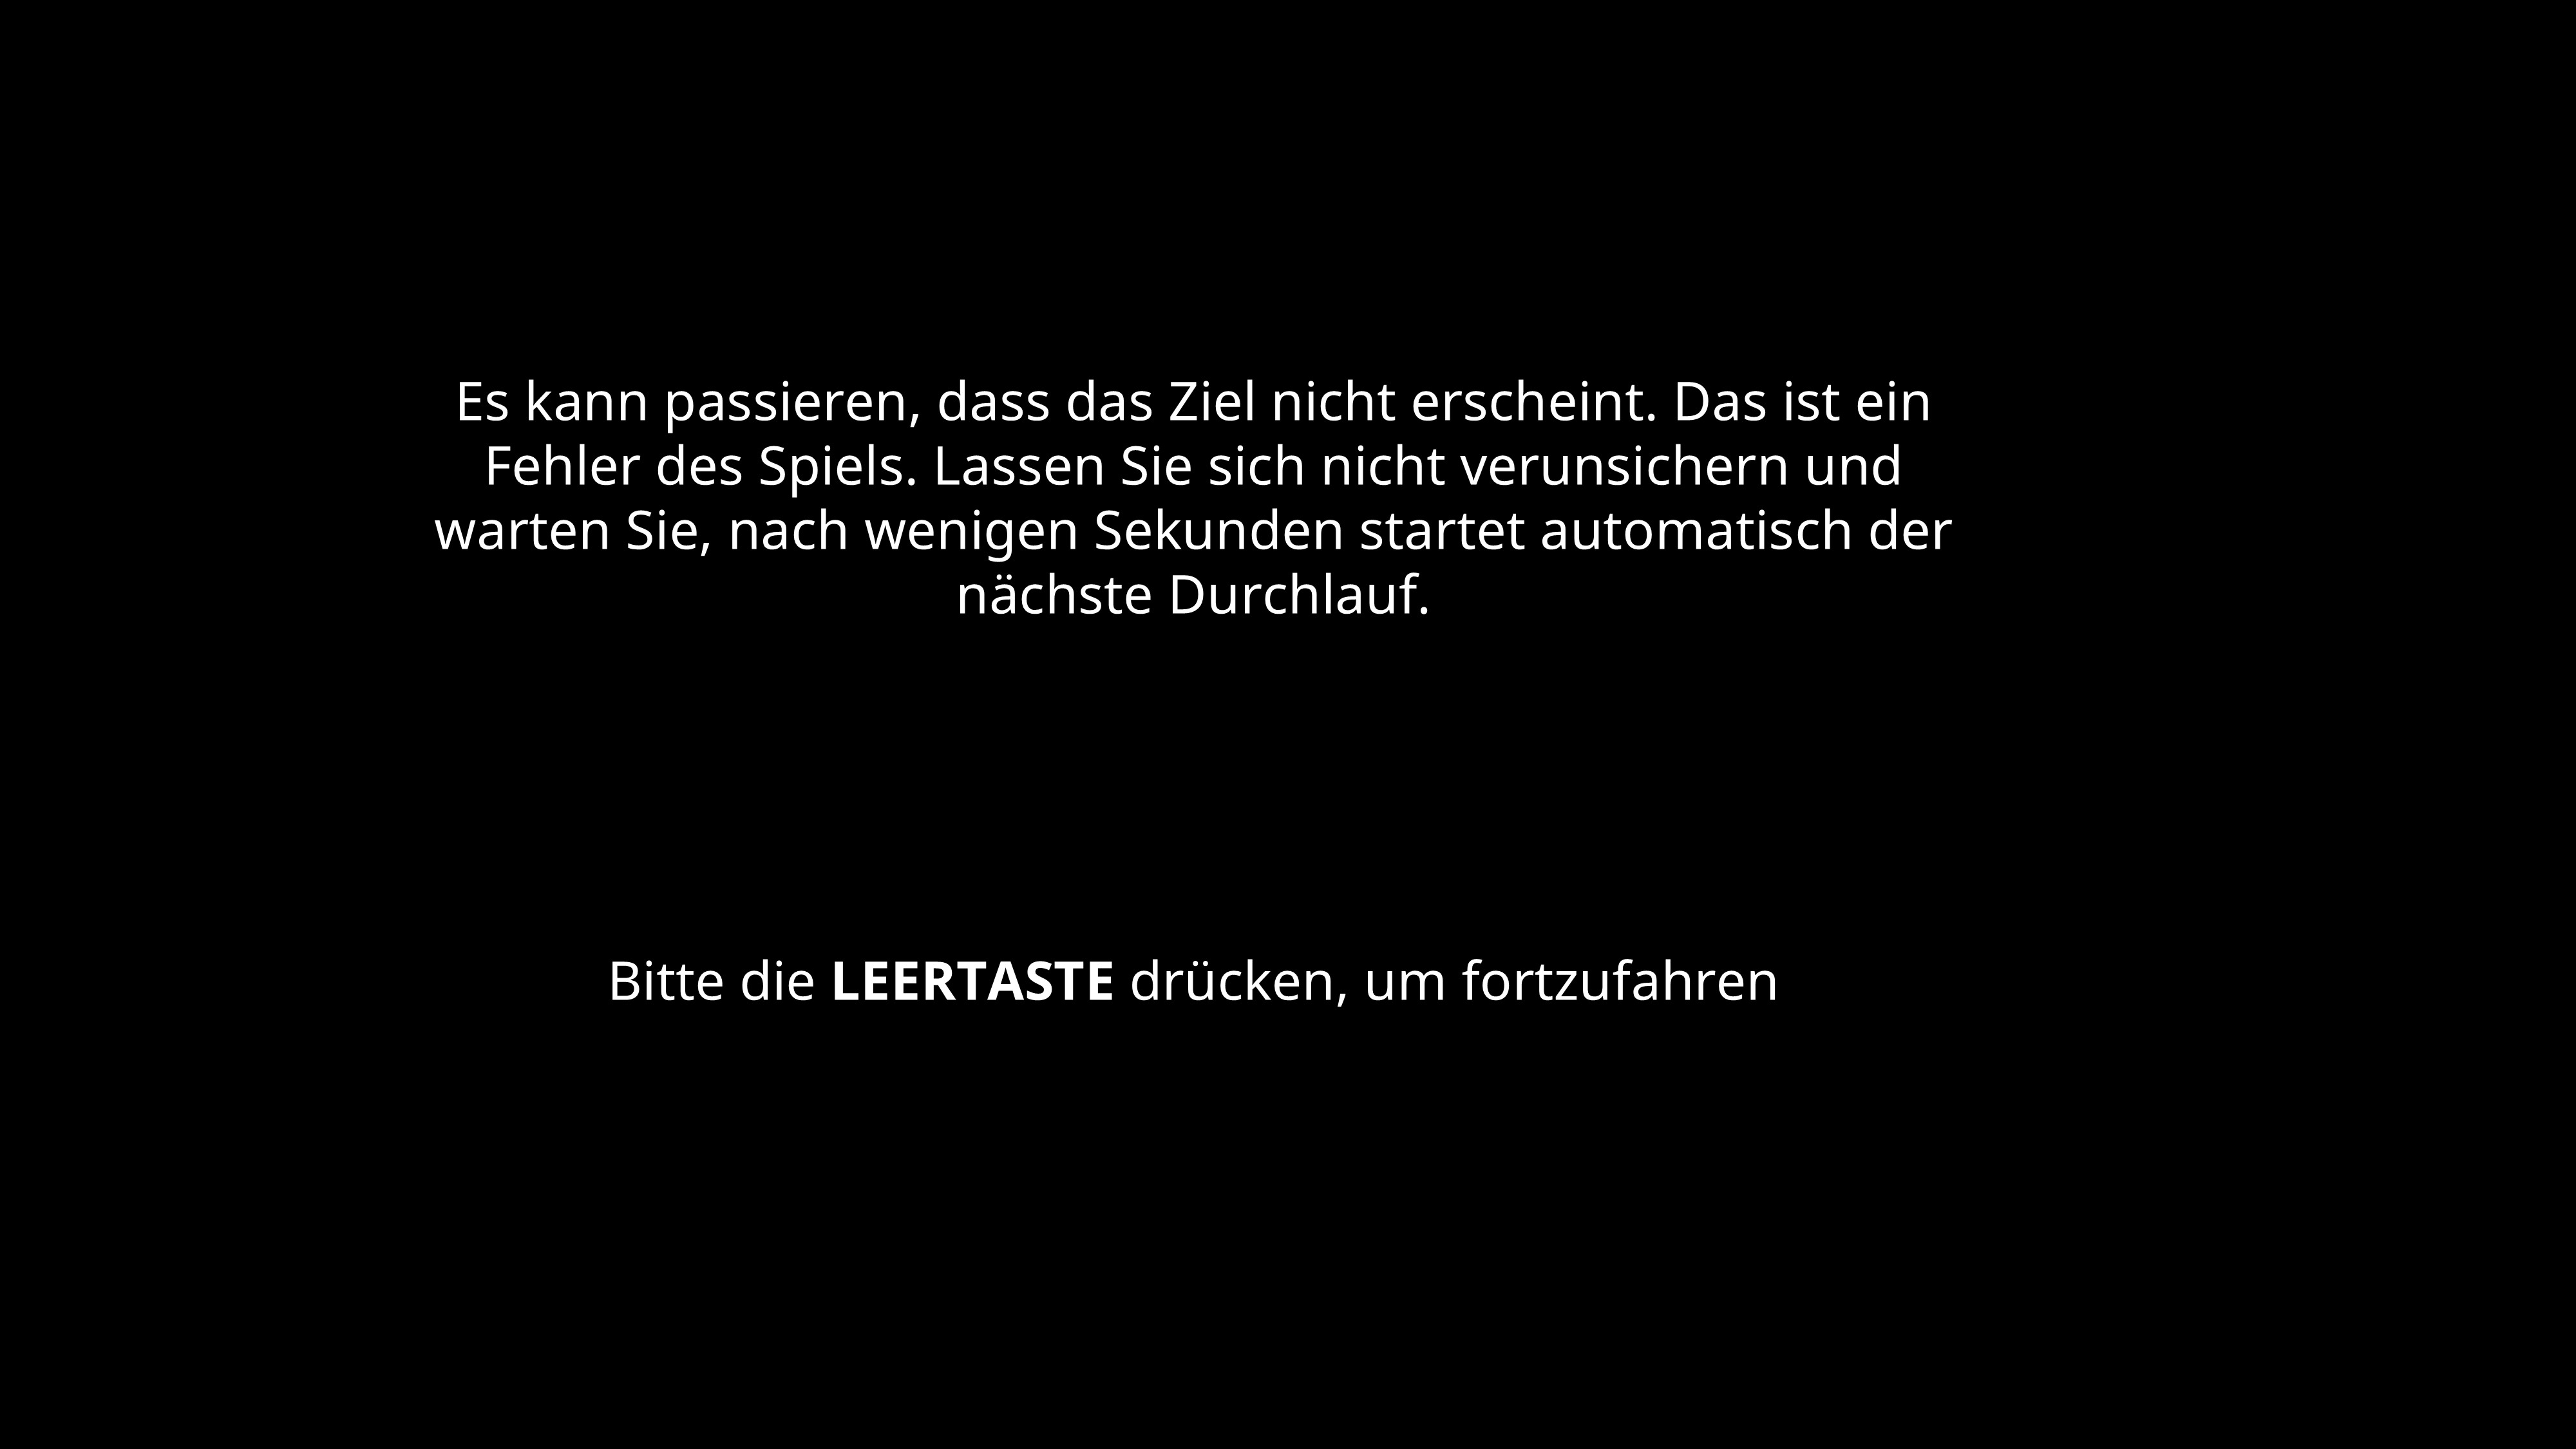 Es kann passieren, dass das Ziel nicht erscheint. Das ist ein
Fehler des Spiels. Lassen Sie sich nicht verunsichern und
warten Sie, nach wenigen Sekunden startet automatisch der
nächste Durchlauf.
Bitte die LEERTASTE drücken, um fortzufahren